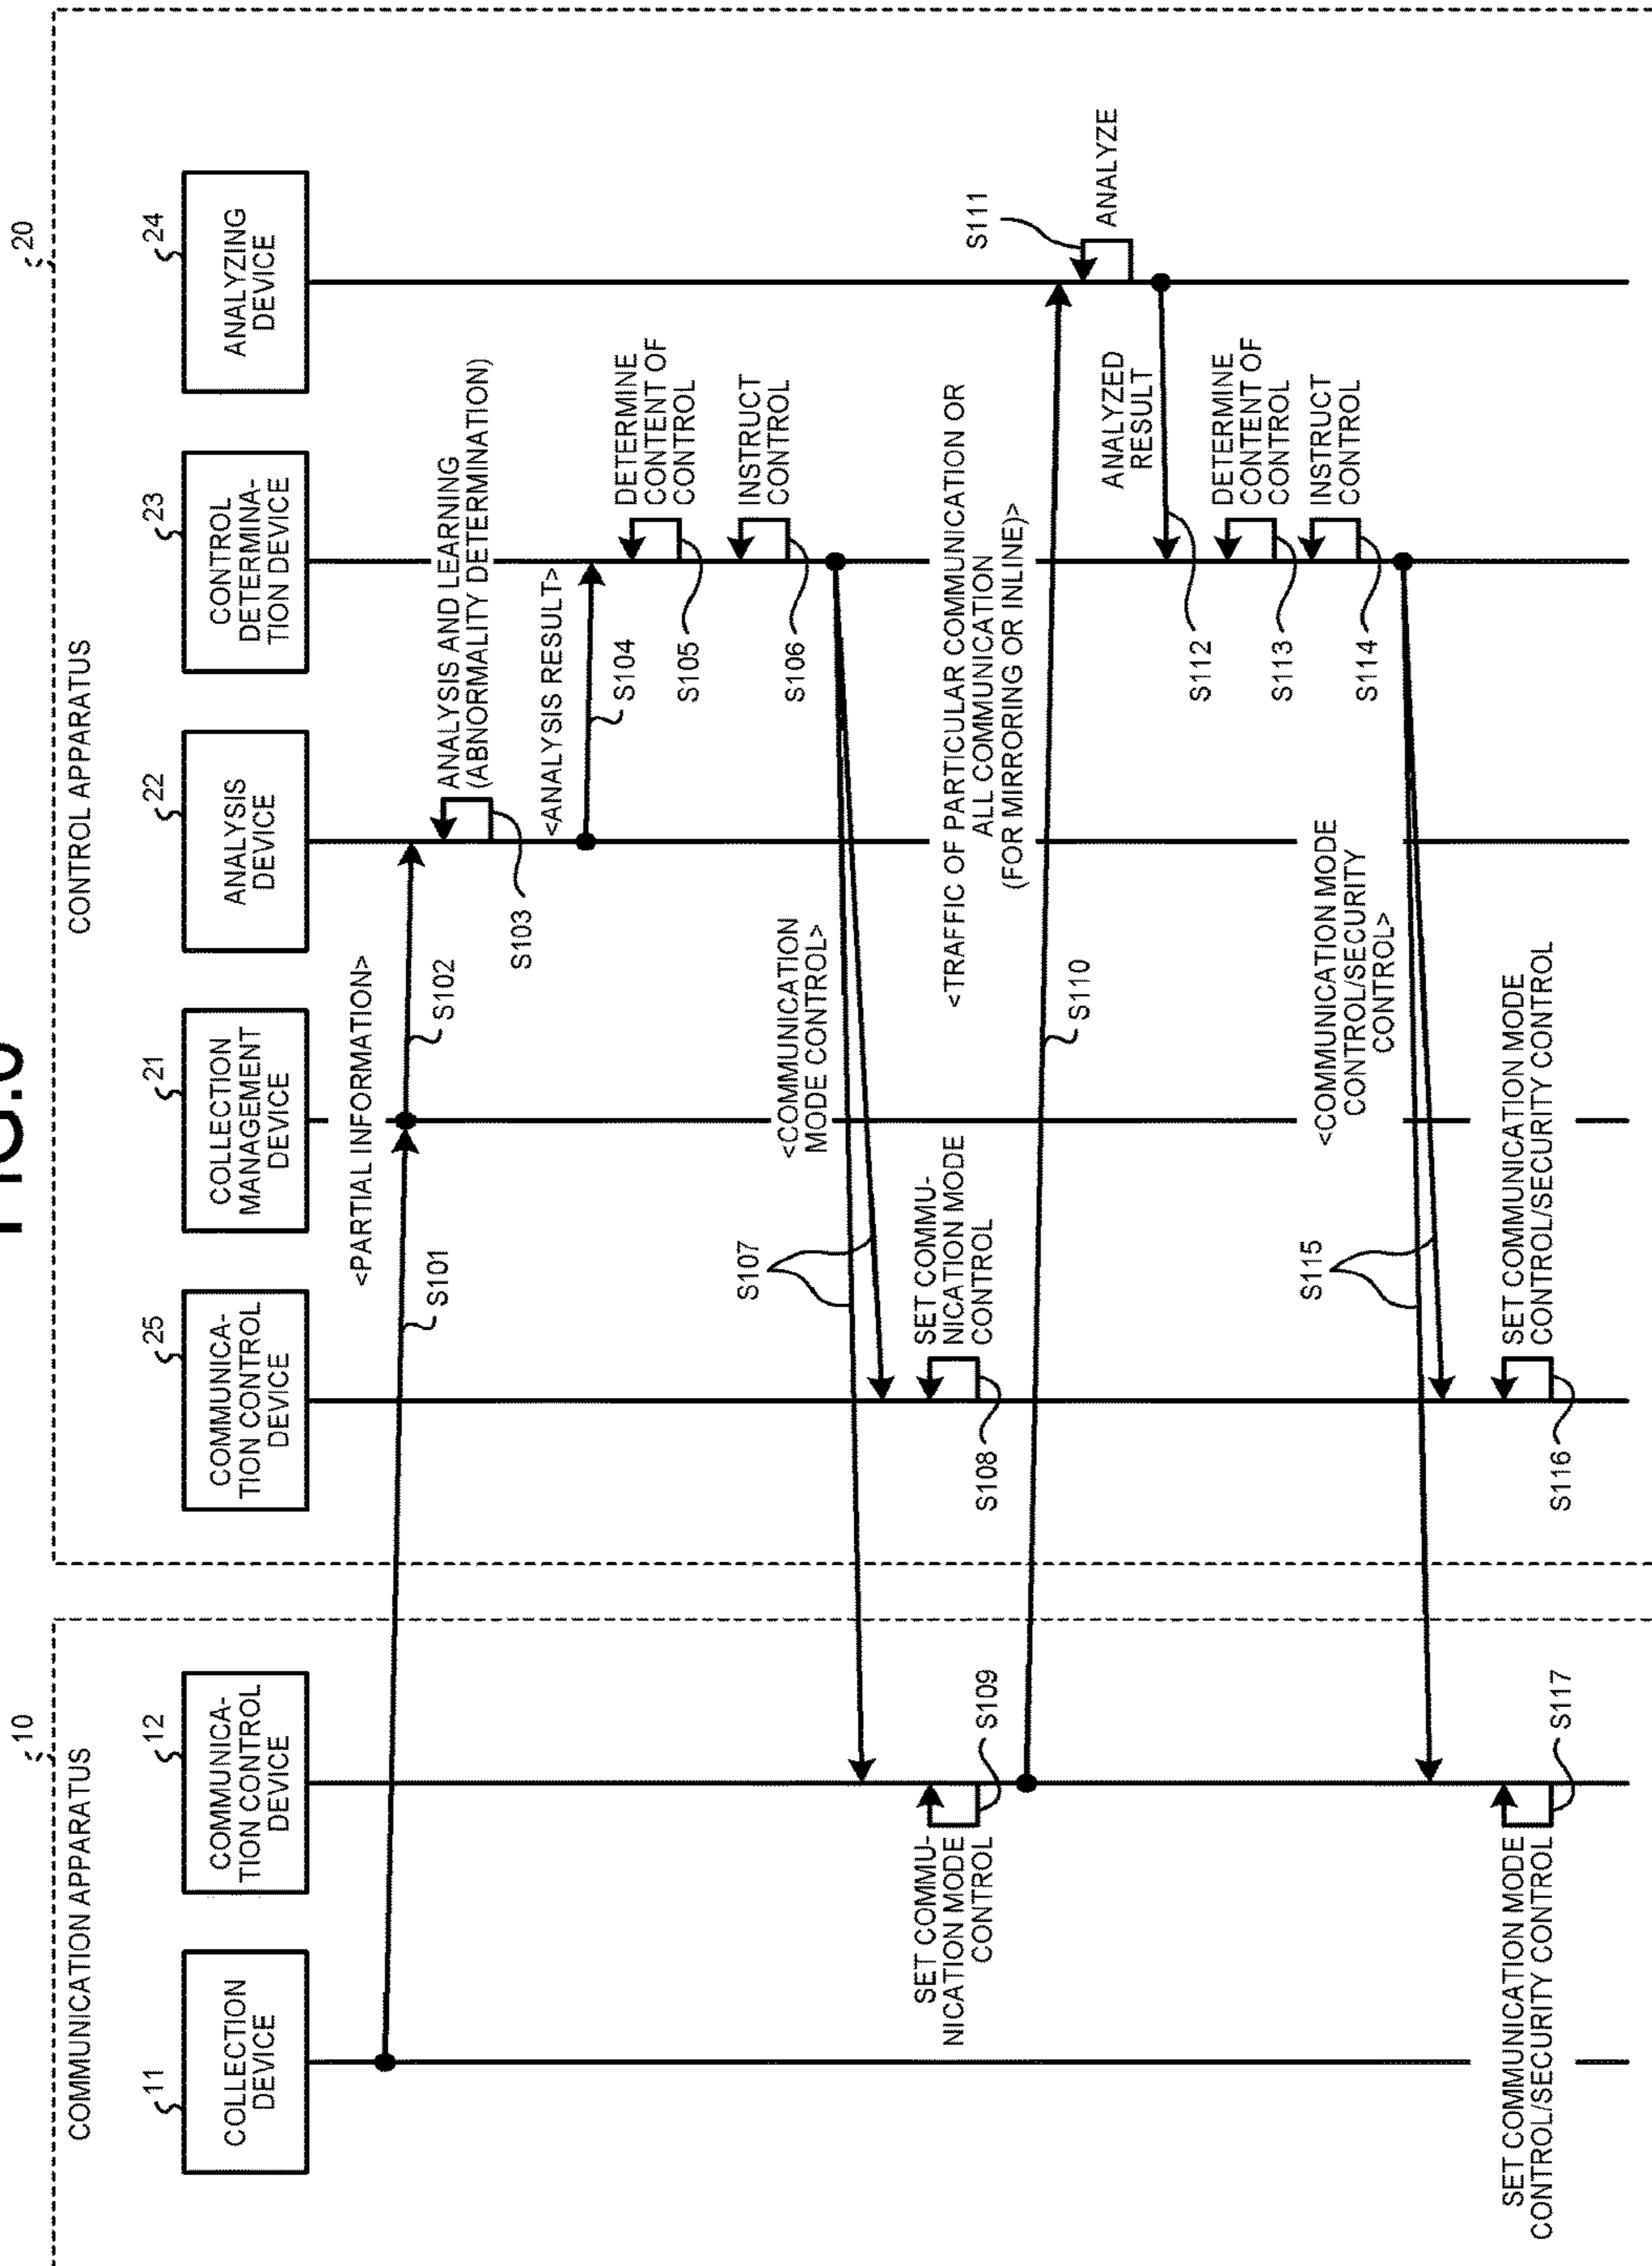 20
10
COMMUNICATION APPARATUS
CONTROL APPARATUS
11
12
25
21
22
23
24
COLLECTION
DEVICE
COMMUNICA-
TION CONTROL
DEVICE
COMMUNICA-
TION CONTROL
DEVICE
COLLECTION
MANAGEMENT
DEVICE
ANALYSIS
DEVICE
CONTROL
DETERMINA-
TION DEVICE
ANALYZING
DEVICE
<PARTIAL INFORMATION>
S101
S102
ANALYSIS AND LEARNING
(ABNORMALITY DETERMINATION)
S103
<ANALYSIS RESULT>
S104
DETERMINE
CONTENT OF
CONTROL
S105
INSTRUCT
CONTROL
S106
<COMMUNICATION
MODE CONTROL>
S107
SET COMMU-
NICATION MODE
CONTROL
S108
SET COMMU-
NICATION MODE
CONTROL
S109
<TRAFFIC OF PARTICULAR COMMUNICATION OR
ALL COMMUNICATION
(FOR MIRRORING OR INLINE)>
S110
S111
ANALYZE
ANALYZED
RESULT
S112
DETERMINE
CONTENT OF
CONTROL
S113
INSTRUCT
CONTROL
S114
<COMMUNICATION MODE
CONTROL/SECURITY
CONTROL>
S115
SET COMMUNICATION MODE
CONTROL/SECURITY CONTROL
S116
SET COMMUNICATION MODE
CONTROL/SECURITY CONTROL
S117